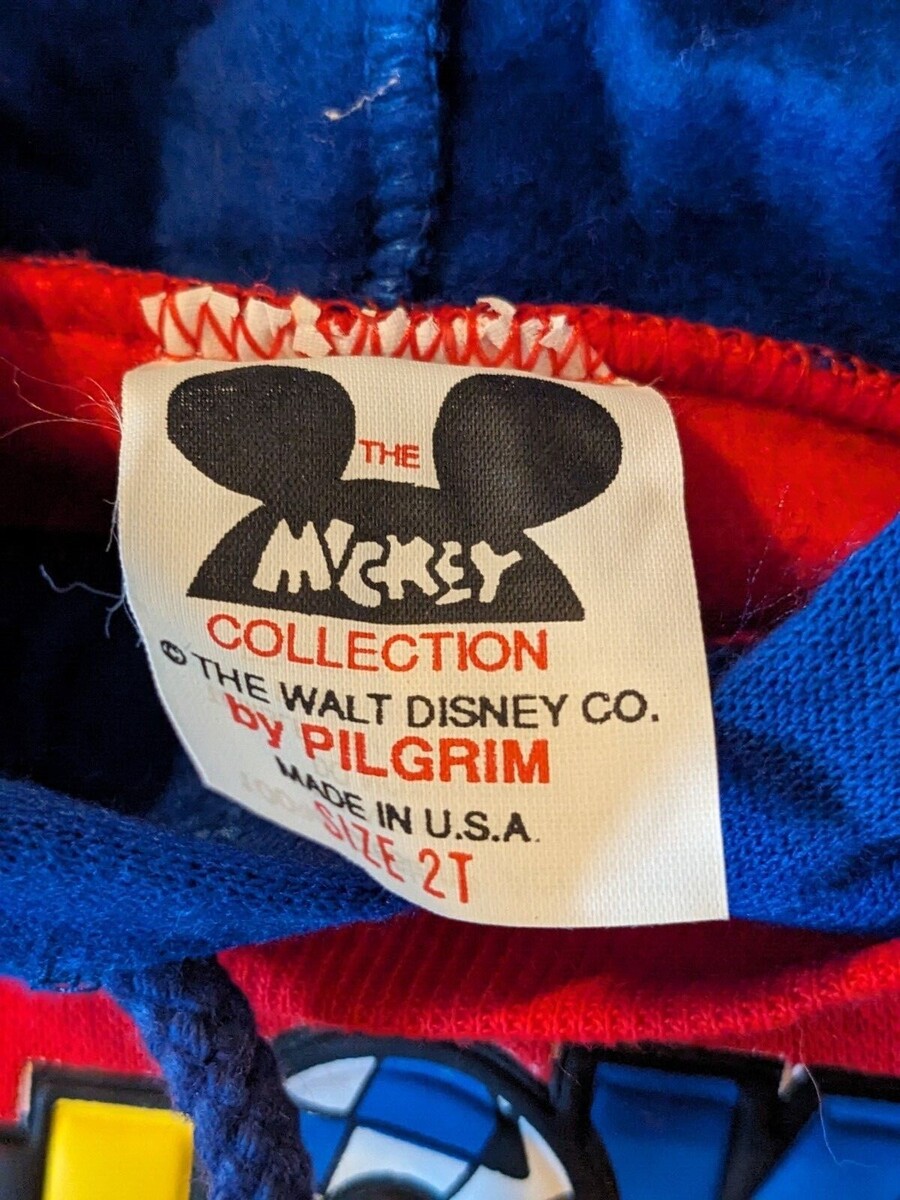 THE
MICKEY
COLLECTION
© THE WALT DISNEY CO.
by PILGRIM
MADE IN U.S.A.
SIZE 2T